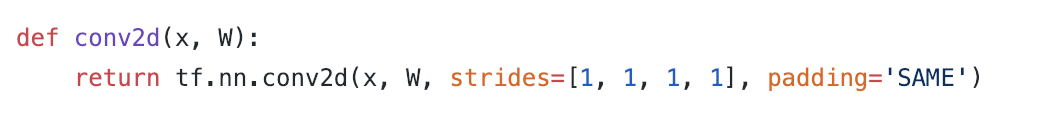 def conv2d(x, W):
    return tf.nn.conv2d(x, W, strides=[1, 1, 1, 1], padding='SAME')